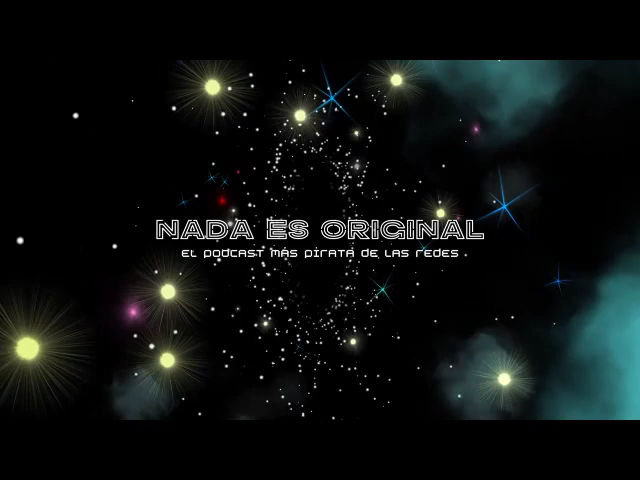 NADA ES ORIGINAL
EL PODCAST MÁS PIRATA DE LAS REDES